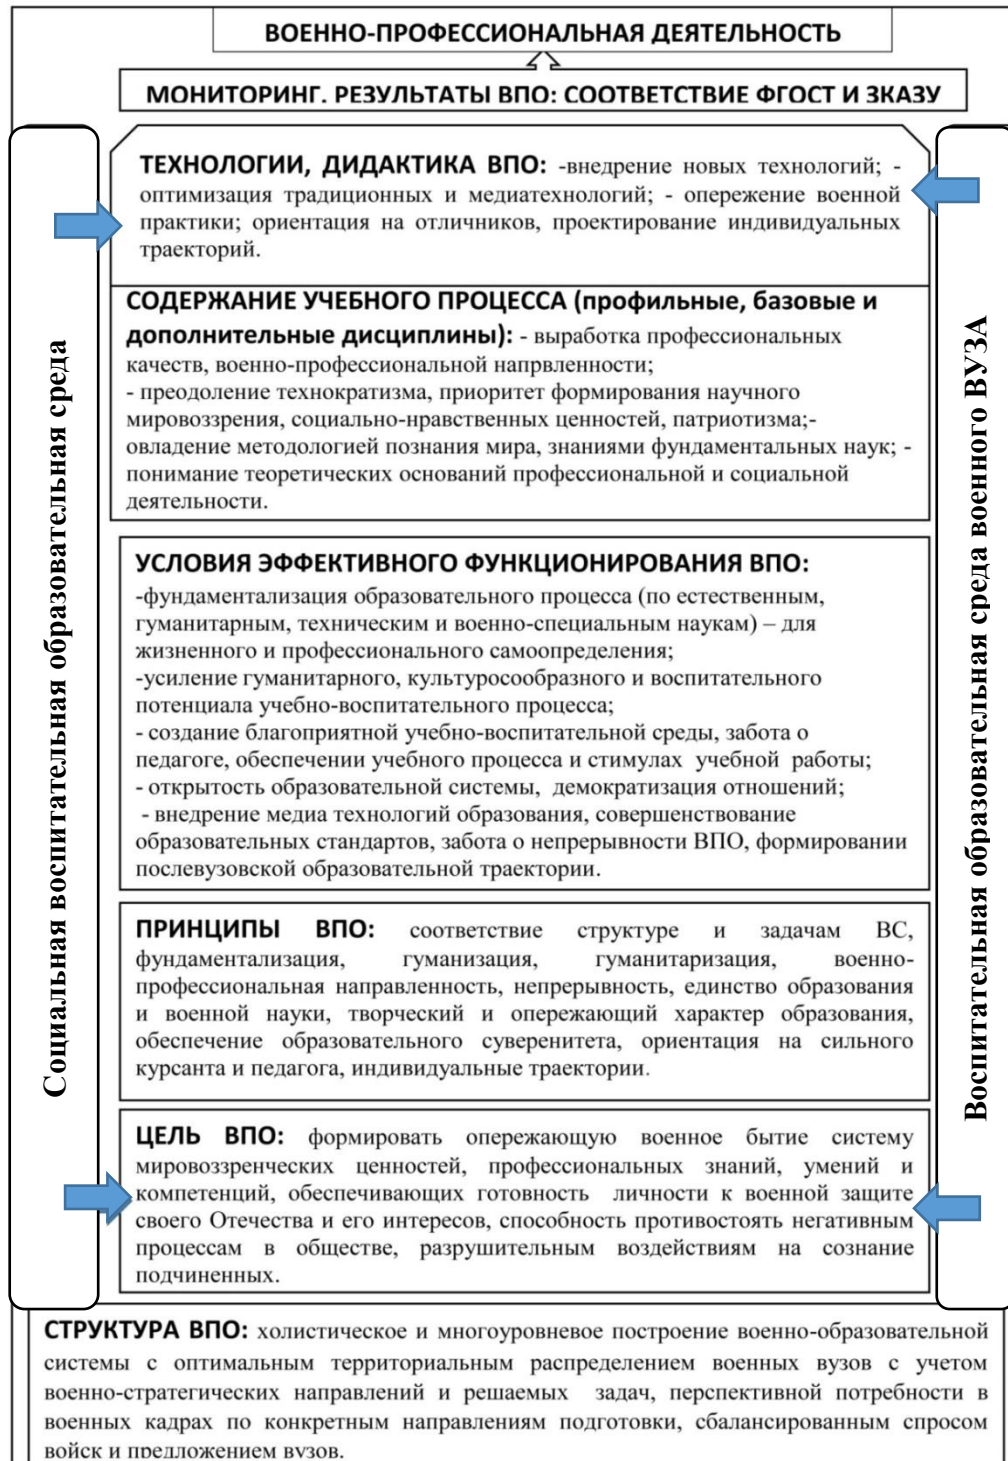 ВОЕННО-ПРОФЕССИОНАЛЬНАЯ ДЕЯТЕЛЬНОСТЬ
МОНИТОРИНГ. РЕЗУЛЬТАТЫ ВПО: СООТВЕТСТВИЕ ФГОСТ И ЗКАЗУ
Социальная воспитательная образовательная среда
ТЕХНОЛОГИИ, ДИДАКТИКА ВПО: -внедрение новых технологий; -
оптимизация традиционных и медиатехнологий; - опережение военной
практики; ориентация на отличников, проектирование индивидуальных
траекторий.
СОДЕРЖАНИЕ УЧЕБНОГО ПРОЦЕССА (профильные, базовые и
дополнительные дисциплины): - выработка профессиональных
качеств, военно-профессиональной напрвленности;
- преодоление технократизма, приоритет формирования научного
мировоззрения, социально-нравственных ценностей, патриотизма;-
овладение методологией познания мира, знаниями фундаментальных наук; -
понимание теоретических оснований профессиональной и социальной
деятельности.
УСЛОВИЯ ЭФФЕКТИВНОГО ФУНКЦИОНИРОВАНИЯ ВПО:
-фундаментализация образовательного процесса (по естественным,
гуманитарным, техническим и военно-специальным наукам) – для
жизненного и профессионального самоопределения;
-усиление гуманитарного, культуросообразного и воспитательного
потенциала учебно-воспитательного процесса;
- создание благоприятной учебно-воспитательной среды, забота о
педагоге, обеспечении учебного процесса и стимулах учебной работы;
- открытость образовательной системы, демократизация отношений;
- внедрение медиа технологий образования, совершенствование
образовательных стандартов, забота о непрерывности ВПО, формировании
послевузовской образовательной траектории.
ПРИНЦИПЫ ВПО: соответствие структуре и задачам ВС,
фундаментализация, гуманизация, гуманитаризация, военно-
профессиональная направленность, непрерывность, единство образования
и военной науки, творческий и опережающий характер образования,
обеспечение образовательного суверенитета, ориентация на сильного
курсанта и педагога, индивидуальные траектории.
ЦЕЛЬ ВПО: формировать опережающую военное бытие систему
мировоззренческих ценностей, профессиональных знаний, умений и
компетенций, обеспечивающих готовность личности к военной защите
своего Отечества и его интересов, способность противостоять негативным
процессам в обществе, разрушительным воздействиям на сознание
подчиненных.
Воспитательная образовательная среда военного ВУЗА
СТРУКТУРА ВПО: холистическое и многоуровневое построение военно-образовательной
системы с оптимальным территориальным распределением военных вузов с учетом
военно-стратегических направлений и решаемых задач, перспективной потребности в
военных кадрах по конкретным направлениям подготовки, сбалансированным спросом
войск и предложением вузов.